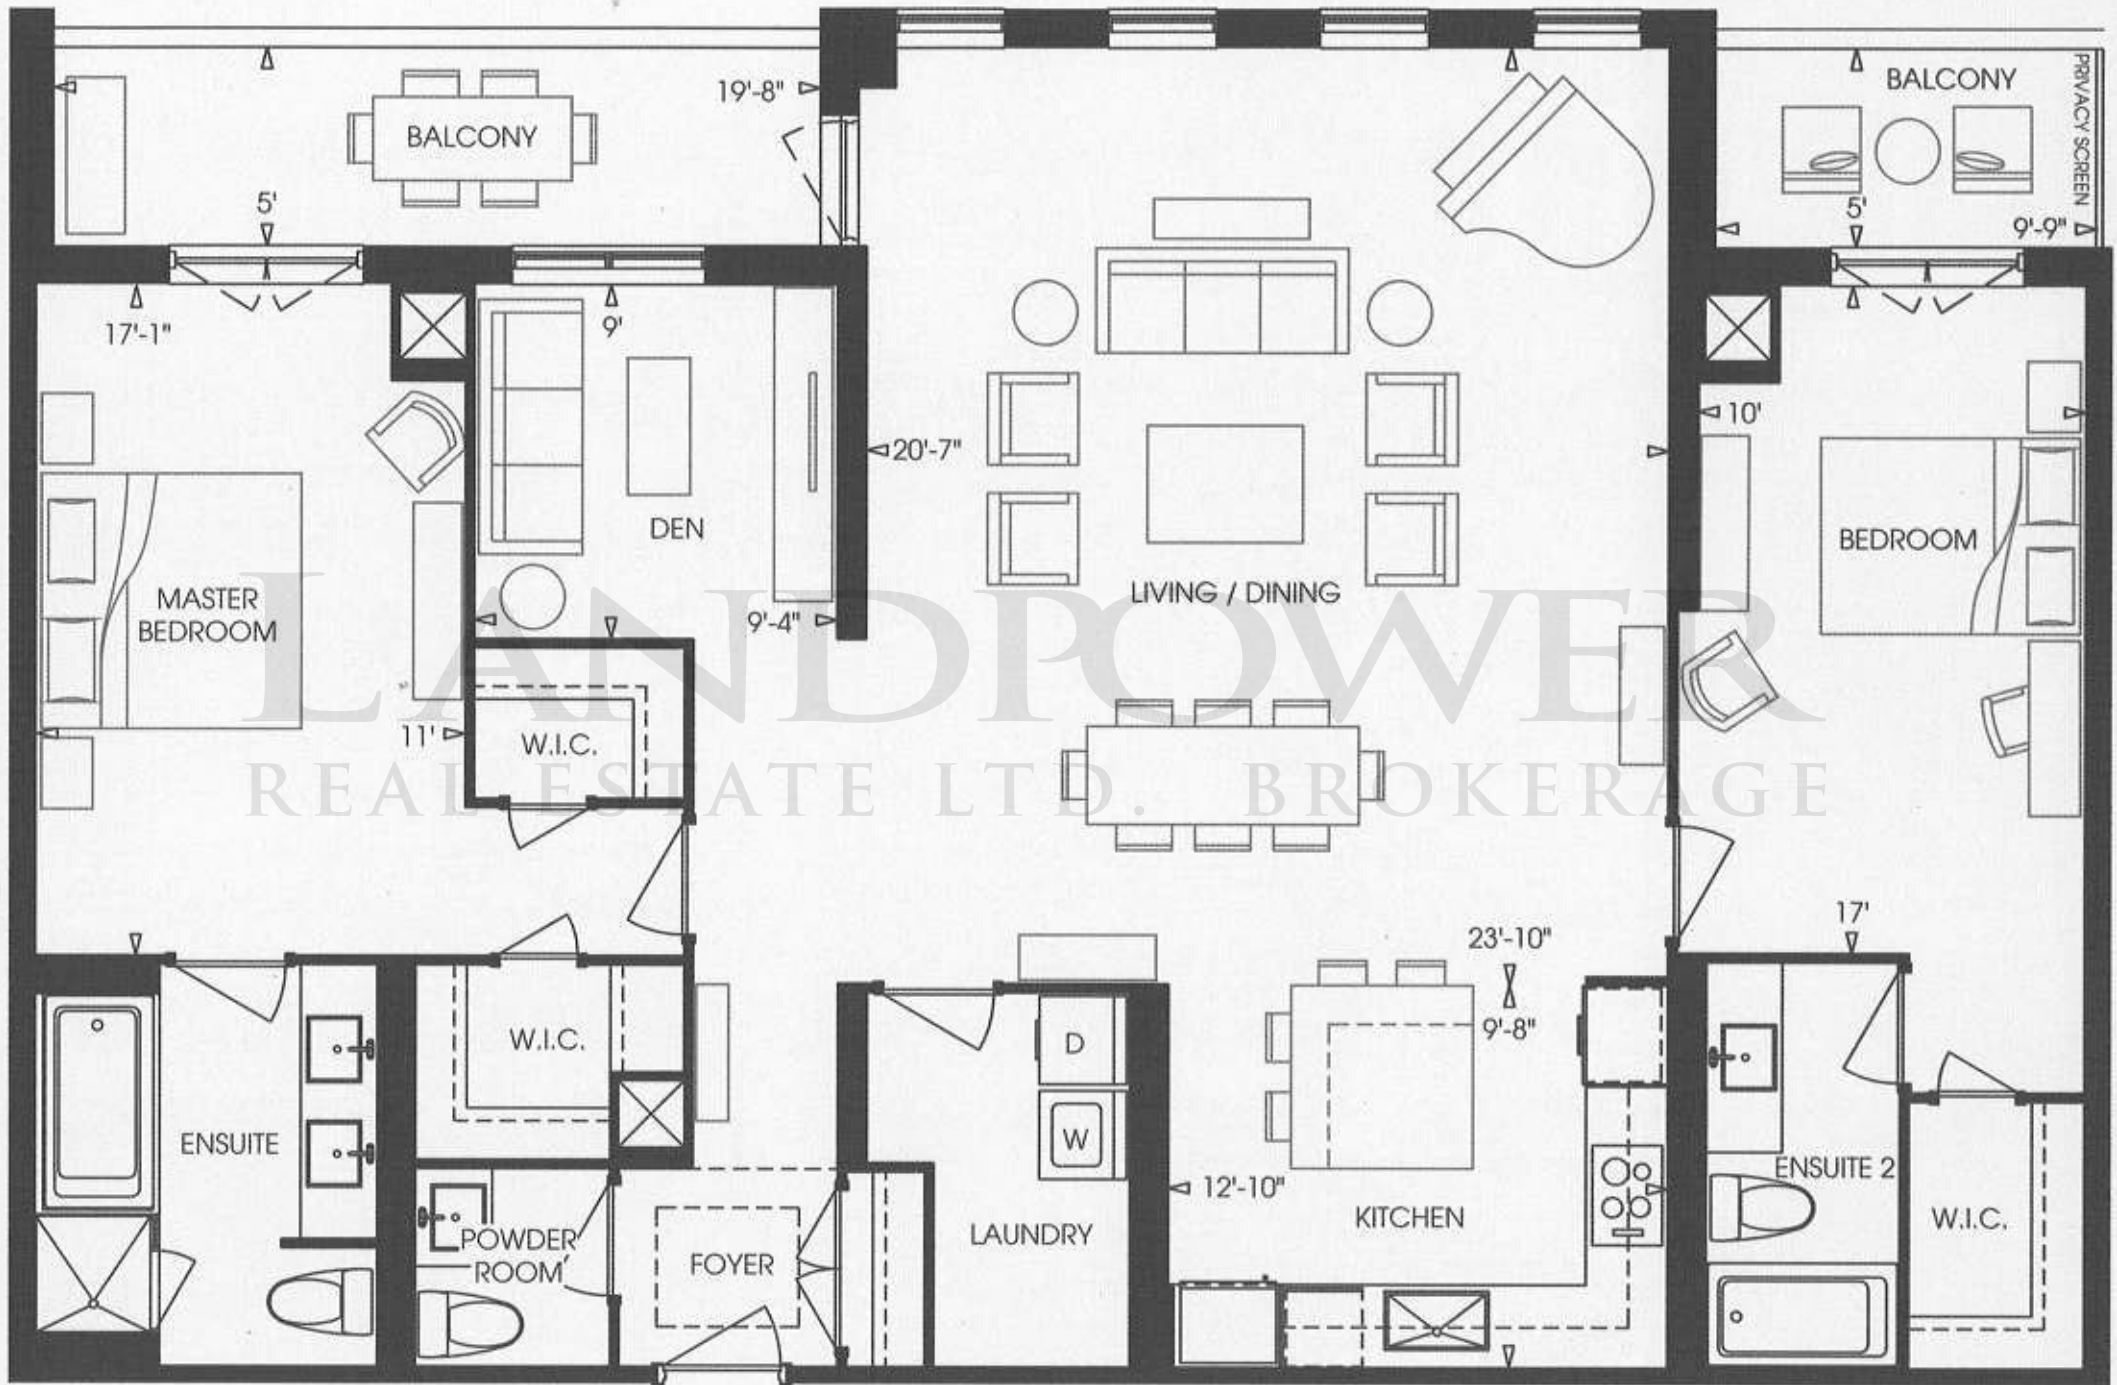 BALCONY
19'-8"
5'
BALCONY
PRIVACY SCREEN
5'
9'-9"
17'-1"
9'
10'
20'-7"
DEN
BEDROOM
MASTER
BEDROOM
LIVING / DINING
9'-4"
LANDPOWER
REAL ESTATE LTD. BROKERAGE
11'
W.I.C.
17'
23'-10"
9'-8"
W.I.C.
D
ENSUITE
W
ENSUITE 2
12'-10"
KITCHEN
W.I.C.
POWDER
ROOM
FOYER
LAUNDRY